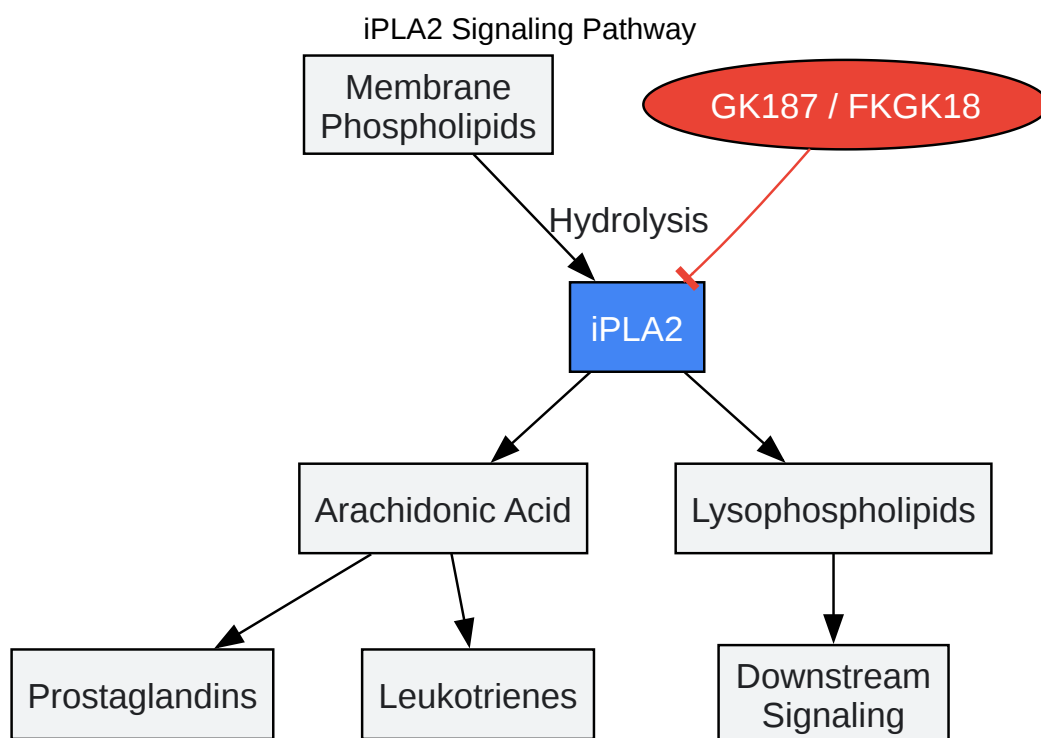 iPLA2 Signaling Pathway
Membrane
Phospholipids
GK187 / FKGK18
Hydrolysis
iPLA2
Arachidonic Acid
Lysophospholipids
Prostaglandins
Leukotrienes
Downstream
Signaling